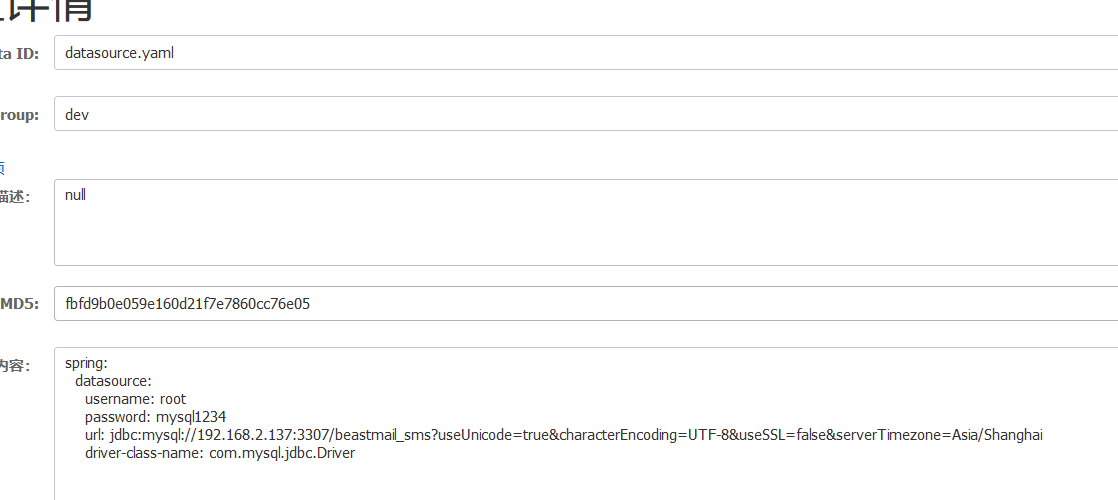 详情
ta ID:
datasource.yaml
roup:
dev
描述:
null
MD5:
fbfd9b0e059e160d21f7e7860cc76e05
内容:
spring:
datasource:
username: root
password: mysql1234
url: jdbc:mysql://192.168.2.137:3307/beastmail_sms?useUnicode=true&characterEncoding=UTF-8&useSSL=false&serverTimezone=Asia/Shanghai
driver-class-name: com.mysql.jdbc.Driver